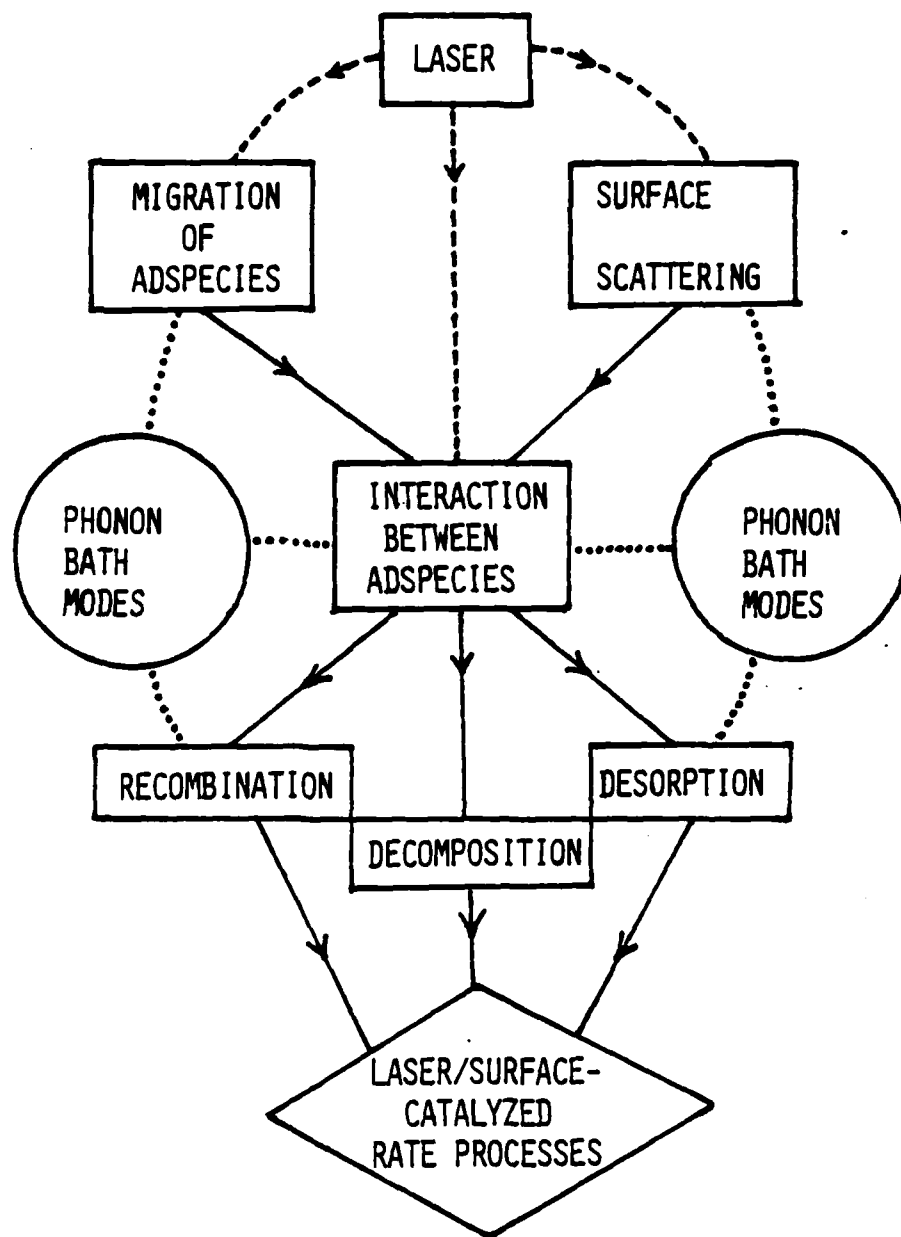 LASER
MIGRATION
OF
ADSPECIES
SURFACE
SCATTERING
PHONON
BATH
MODES
INTERACTION
BETWEEN
ADSPECIES
PHONON
BATH
MODES
RECOMBINATION
DESORPTION
DECOMPOSITION
LASER/SURFACE-
CATALYZED
RATE PROCESSES